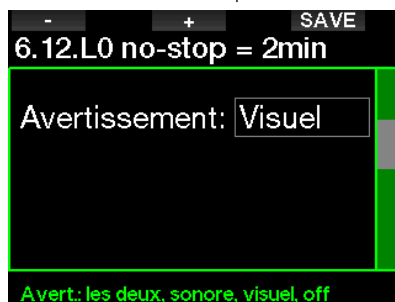 - + SAVE
6.12.L0 no-stop = 2min
Avertissement: Visuel
Avert.: les deux, sonore, visuel, off